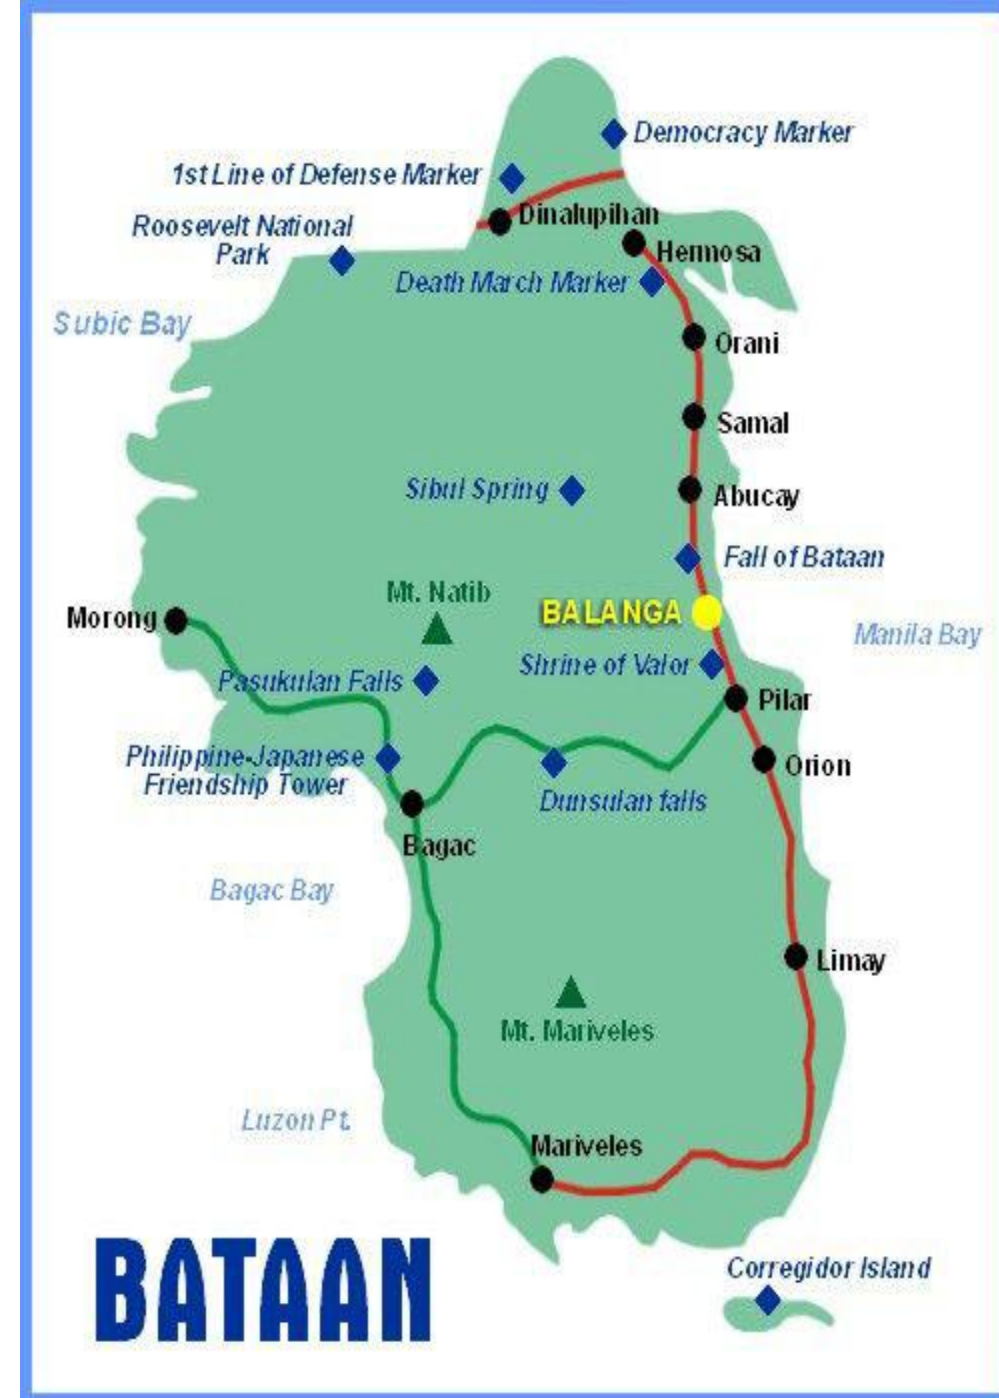 Democracy Marker
1st Line of Defense Marker
Dinalupihan
Roosevelt National
Park
Hermosa
Death March Marker
Subic Bay
Orani
Samal
Sibul Spring
Abucay
Fall of Bataan
Mt. Natib
BALANGA
Morong
Manila Bay
Shrine of Valor
Pasukulan Falls
Pilar
Philippine-Japanese
Friendship Tower
Orion
Dunsulan falls
Bagac
Bagac Bay
Limay
Mt. Mariveles
Luzon Pt.
Mariveles
BATAAN
Corregidor Island